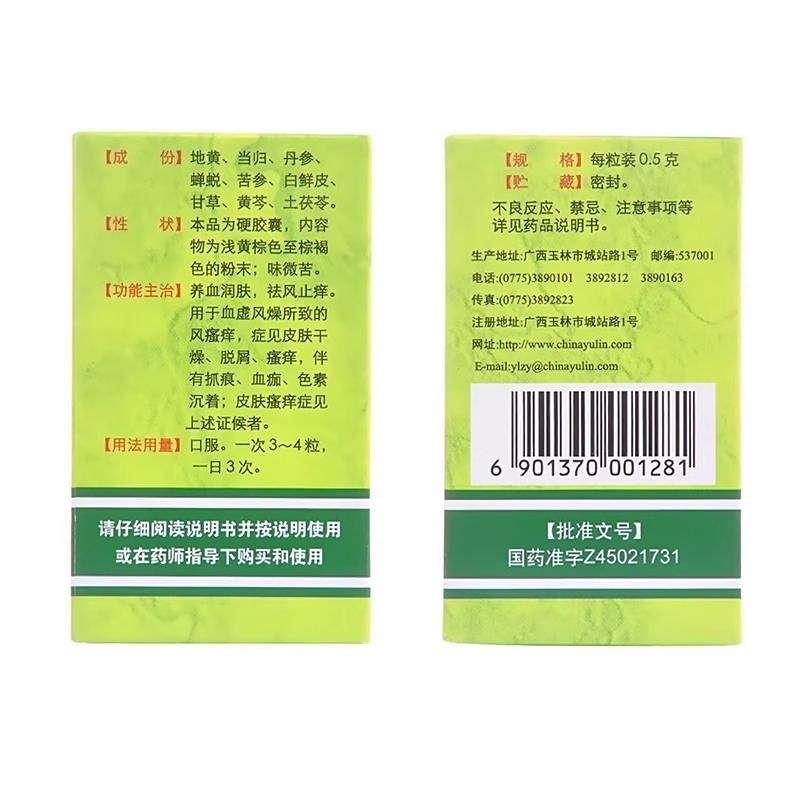 【成　份】地黄、当归、丹参、
蝉蜕、苦参、白鲜皮、
甘草、黄芩、土茯苓。
【性　状】本品为硬胶囊，内容
物为浅黄棕色至棕褐
色的粉末；味微苦。
【功能主治】养血润肤，祛风止痒。
用于血虚风燥所致的
风瘙痒，症见皮肤干
燥、脱屑、瘙痒，伴
有抓痕、血痂、色素
沉着；皮肤瘙痒症见
上述证候者。
【用法用量】口服。一次3～4粒，
一日3次。
请仔细阅读说明书并按说明使用
或在药师指导下购买和使用
【规　格】每粒装0.5克
【贮　藏】密封。
不良反应、禁忌、注意事项等
详见药品说明书。
生产地址:广西玉林市城站路1号　邮编:537001
电话:(0775)3890101　3892812　3890163
传真:(0775)3892823
注册地址:广西玉林市城站路1号
网址:http://www.chinayulin.com
E-mail:ylzy@chinayulin.com
6 901370 001281
【批准文号】
国药准字Z45021731